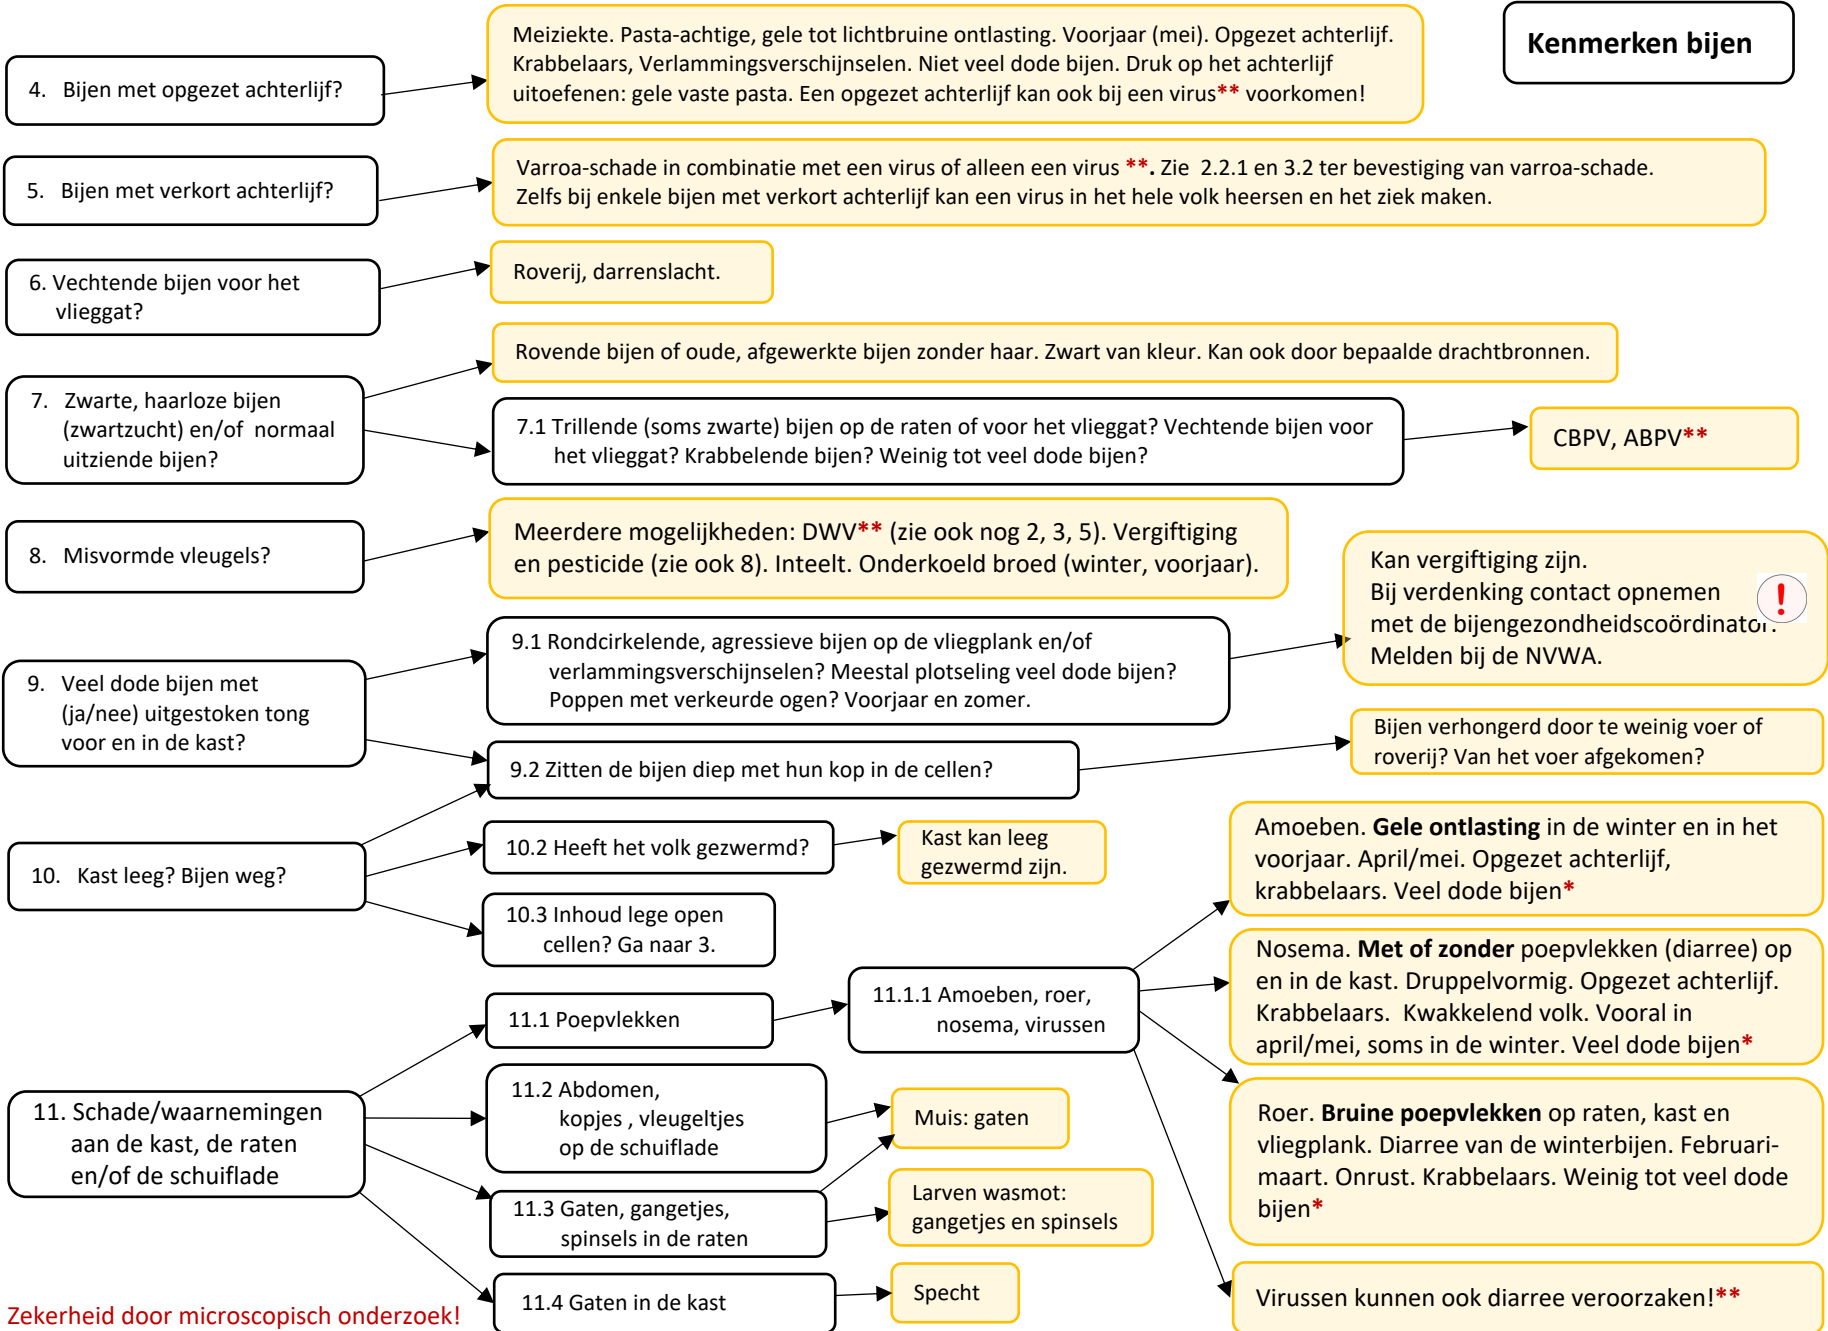 Kenmerken bijen
4. Bijen met opgezet achterlijf?
Meiziekte. Pasta-achtige, gele tot lichtbruine ontlasting. Voorjaar (mei). Opgezet achterlijf.
Krabbelaars, Verlammingsverschijnselen. Niet veel dode bijen. Druk op het achterlijf
uitoefenen: gele vaste pasta. Een opgezet achterlijf kan ook bij een virus** voorkomen!
5. Bijen met verkort achterlijf?
Varroa-schade in combinatie met een virus of alleen een virus **. Zie 2.2.1 en 3.2 ter bevestiging van varroa-schade.
Zelfs bij enkele bijen met verkort achterlijf kan een virus in het hele volk heersen en het ziek maken.
6. Vechtende bijen voor het
vlieggat?
Roverij, darrenslacht.
7. Zwarte, haarloze bijen
(zwartzucht) en/of normaal
uitziende bijen?
Rovende bijen of oude, afgewerkte bijen zonder haar. Zwart van kleur. Kan ook door bepaalde drachtbronnen.
7.1 Trillende (soms zwarte) bijen op de raten of voor het vlieggat? Vechtende bijen voor
het vlieggat? Krabbelende bijen? Weinig tot veel dode bijen?
CBPV, ABPV**
8. Misvormde vleugels?
Meerdere mogelijkheden: DWV** (zie ook nog 2, 3, 5). Vergiftiging
en pesticide (zie ook 8). Inteelt. Onderkoeld broed (winter, voorjaar).
9. Veel dode bijen met
(ja/nee) uitgestoken tong
voor en in de kast?
9.1 Rondcirkelende, agressieve bijen op de vliegplank en/of
verlammingsverschijnselen? Meestal plotseling veel dode bijen?
Poppen met verkeurde ogen? Voorjaar en zomer.
Kan vergiftiging zijn.
Bij verdenking contact opnemen
met de bijengezondheidscoördinator.
Melden bij de NVWA.
!
9.2 Zitten de bijen diep met hun kop in de cellen?
Bijen verhongerd door te weinig voer of
roverij? Van het voer afgekomen?
10. Kast leeg? Bijen weg?
10.2 Heeft het volk gezwermd?
Kast kan leeg
gezwermd zijn.
10.3 Inhoud lege open
cellen? Ga naar 3.
11. Schade/waarnemingen
aan de kast, de raten
en/of de schuiflade
11.1 Poepvlekken
11.1.1 Amoeben, roer,
nosema, virussen
Amoeben. Gele ontlasting in de winter en in het
voorjaar. April/mei. Opgezet achterlijf,
krabbelaars. Veel dode bijen*
Nosema. Met of zonder poepvlekken (diarree) op
en in de kast. Druppelvormig. Opgezet achterlijf.
Krabbelaars. Kwakkelend volk. Vooral in
april/mei, soms in de winter. Veel dode bijen*
Roer. Bruine poepvlekken op raten, kast en
vliegplank. Diarree van de winterbijen. Februari-
maart. Onrust. Krabbelaars. Weinig tot veel dode
bijen*
Virussen kunnen ook diarree veroorzaken!**
11.2 Abdomen,
kopjes , vleugeltjes
op de schuiflade
Muis: gaten
11.3 Gaten, gangetjes,
spinsels in de raten
Larven wasmot:
gangetjes en spinsels
11.4 Gaten in de kast
Specht
Zekerheid door microscopisch onderzoek!